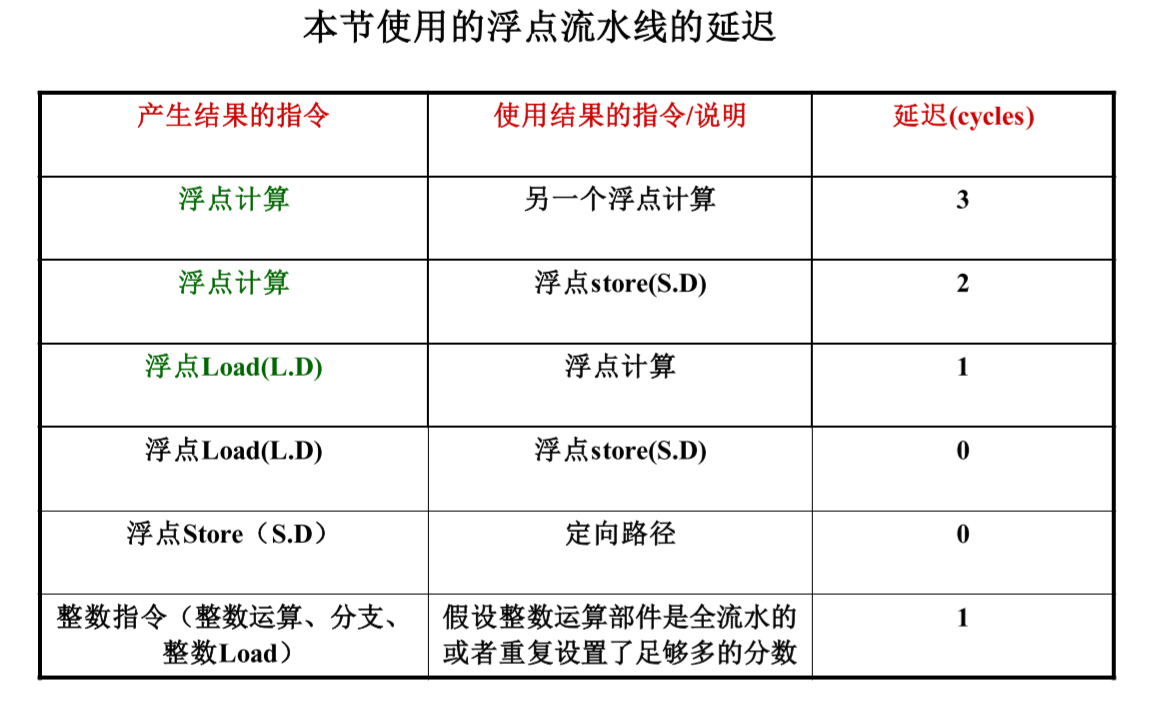 本节使用的浮点流水线的延迟
产生结果的指令 使用结果的指令/说明 延迟(cycles)
浮点计算 另一个浮点计算 3
浮点计算 浮点store(S.D) 2
浮点Load(L.D) 浮点计算 1
浮点Load(L.D) 浮点store(S.D) 0
浮点Store（S.D） 定向路径 0
整数指令（整数运算、分支、 假设整数运算部件是全流水的 1
整数Load） 或者重复设置了足够多的分数